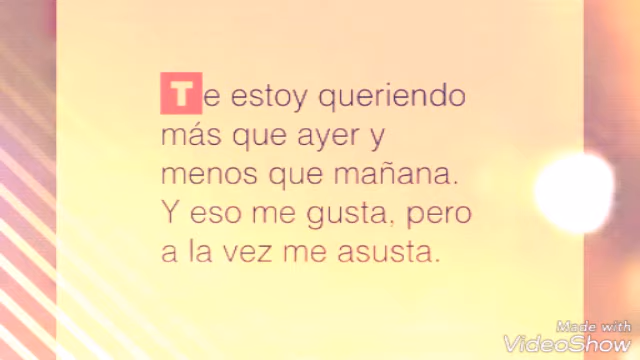 Te estoy queriendo
más que ayer y
menos que mañana.
Y eso me gusta, pero
a la vez me asusta.
Made with
VideoShow